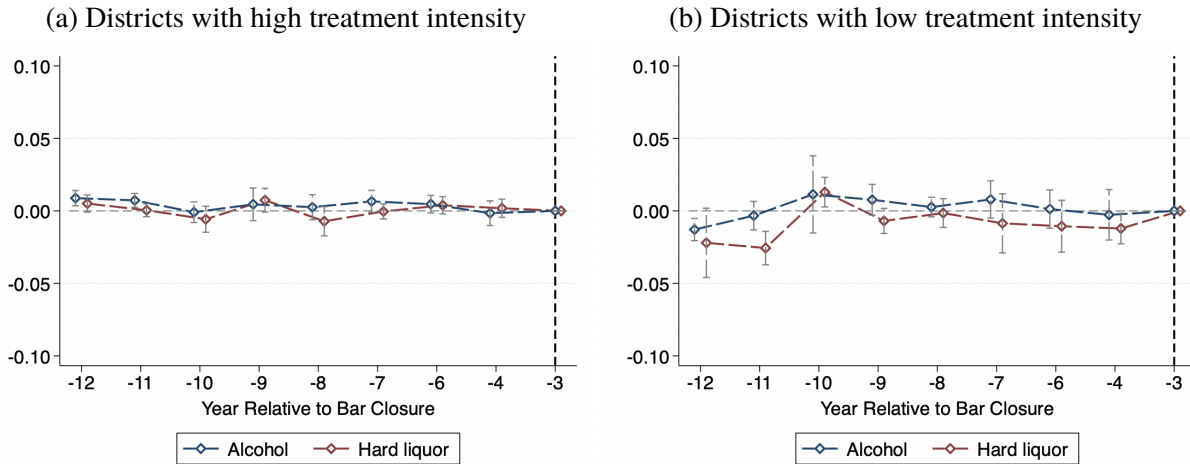 (a) Districts with high treatment intensity
0.10
0.05
0.00
-0.05
-0.10
-12 -11 -10 -9 -8 -7 -6 -4 -3
Year Relative to Bar Closure
Alcohol Hard liquor
(b) Districts with low treatment intensity
0.10
0.05
0.00
-0.05
-0.10
-12 -11 -10 -9 -8 -7 -6 -4 -3
Year Relative to Bar Closure
Alcohol Hard liquor